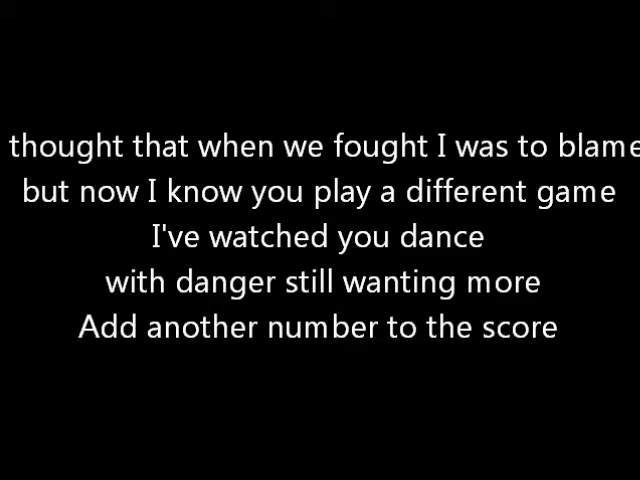 thought that when we fought I was to blame
but now I know you play a different game
I've watched you dance
with danger still wanting more
Add another number to the score